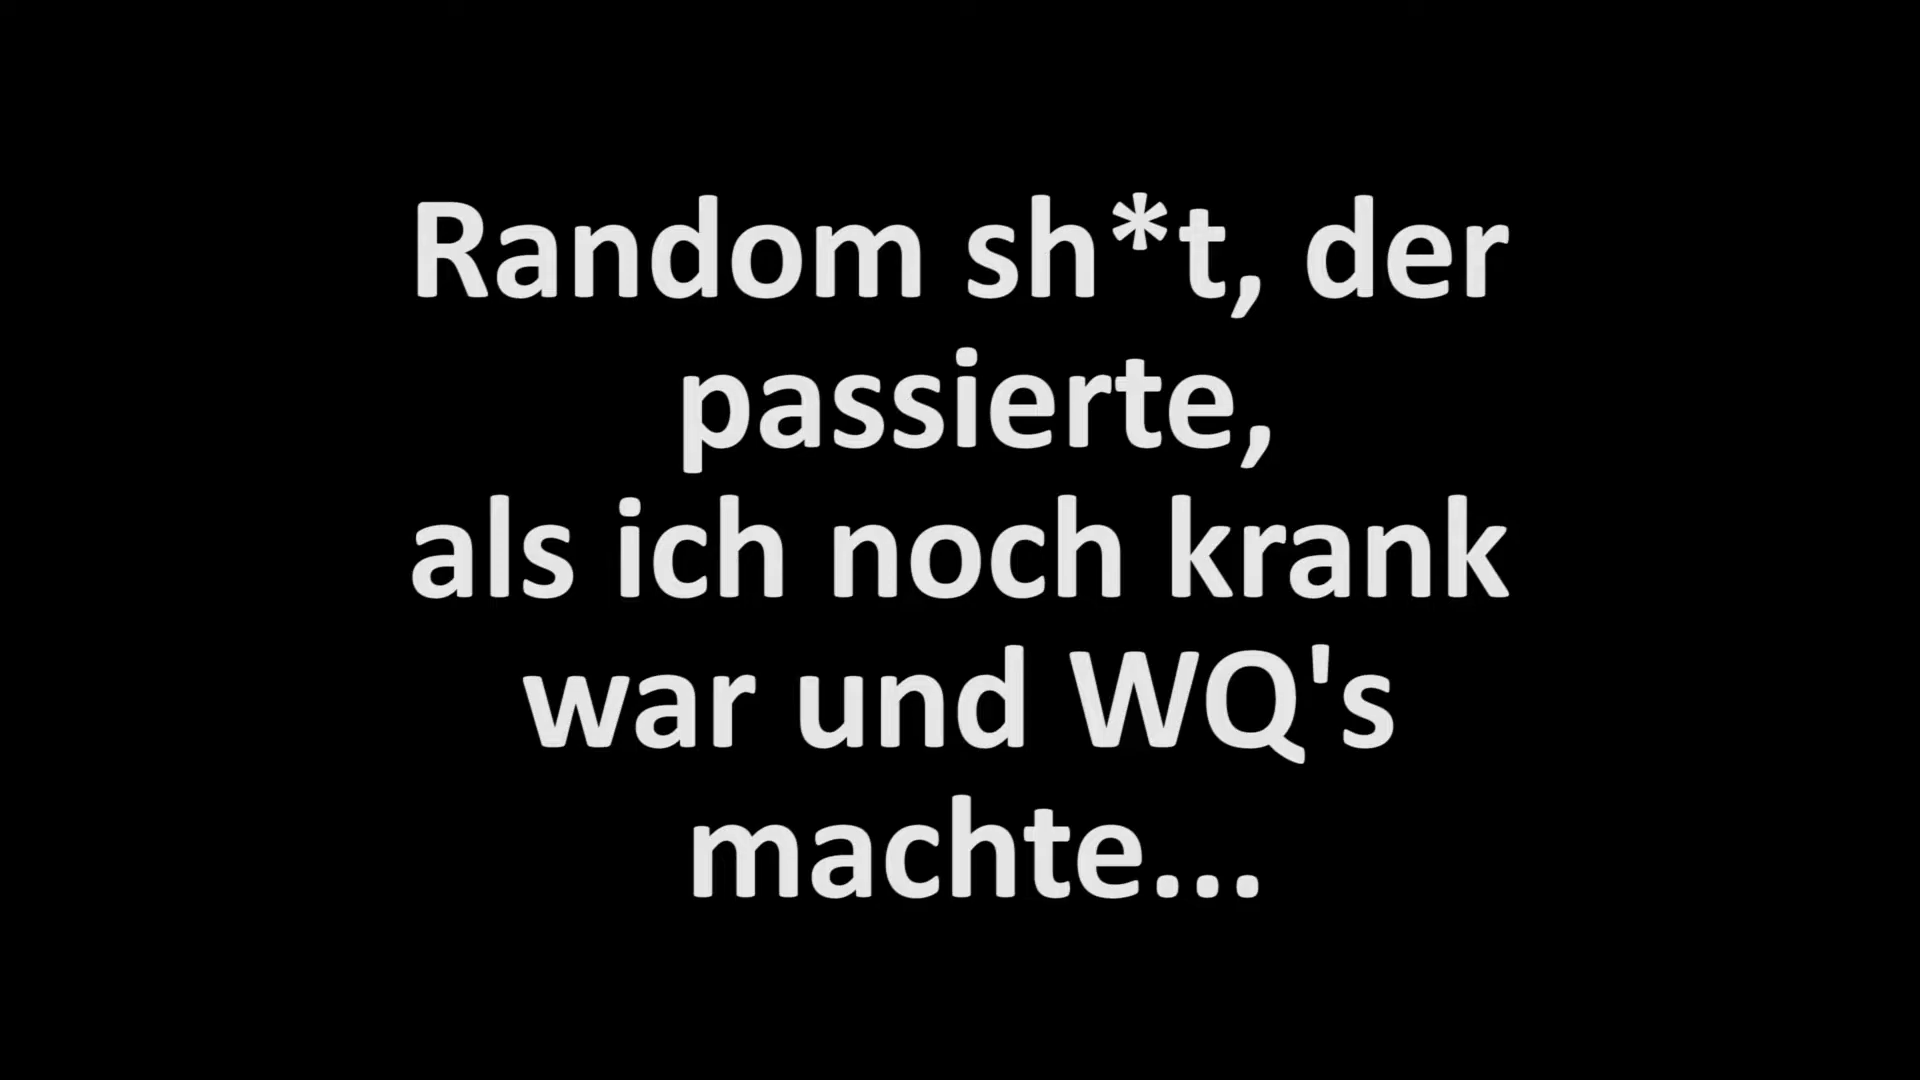 Random sh*t, der
passierte,
als ich noch krank
war und WQ's
machte...